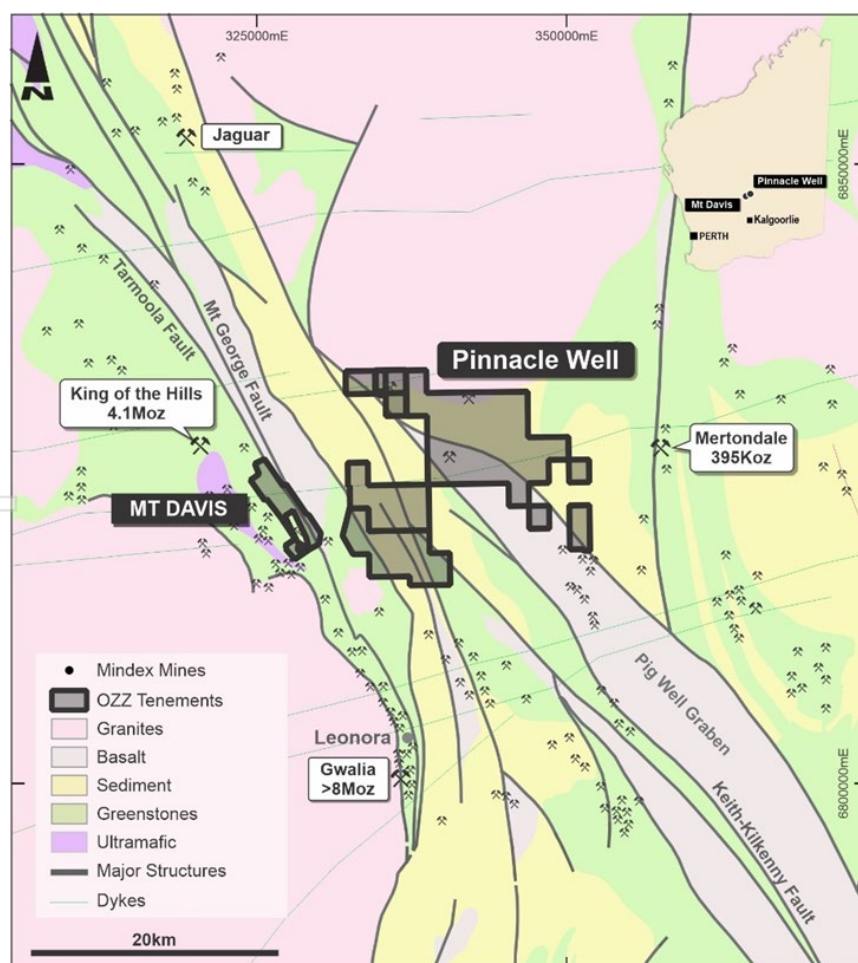 325000mE
350000mE
N
Jaguar
6850000mE
Pinnacle Well
Mt Davis
Kalgoorlie
PERTH
Tarmoola Fault
Mt George Fault
Pinnacle Well
King of the Hills
4.1Moz
Mertondale
395Koz
MT DAVIS
Mindex Mines
OZZ Tenements
Granites
Basalt
Sediment
Greenstones
Ultramafic
Major Structures
Dykes
20km
Leonora
Gwalia
>8Moz
Pig Well Graben
Keith-Kilkenny Fault
6800000mE